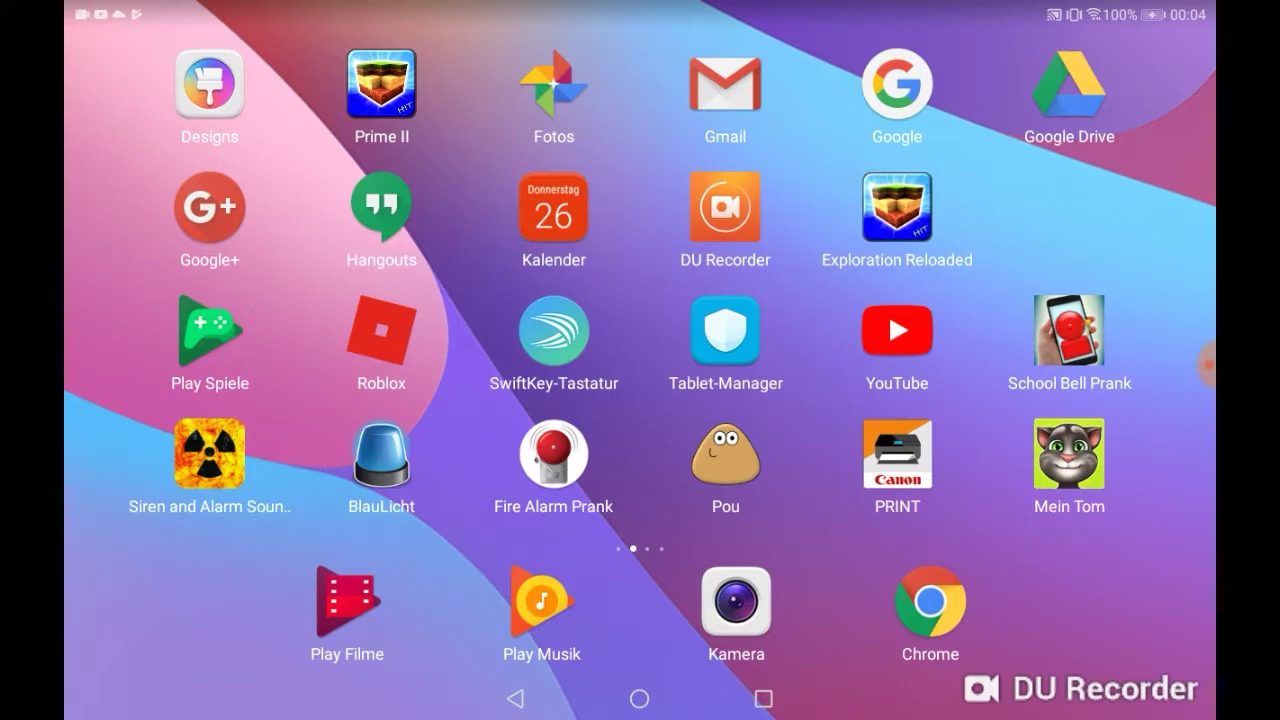 100% 00:04
Designs
Prime II
Fotos
Gmail
Google
Google Drive
Google+
Hangouts
Donnerstag
26
Kalender
DU Recorder
Exploration Reloaded
Play Spiele
Roblox
SwiftKey-Tastatur
Tablet-Manager
YouTube
School Bell Prank
Siren and Alarm Soun..
BlauLicht
Fire Alarm Prank
Pou
Canon
PRINT
Mein Tom
Play Filme
Play Musik
Kamera
Chrome
DU Recorder
HIT
HIT
G+